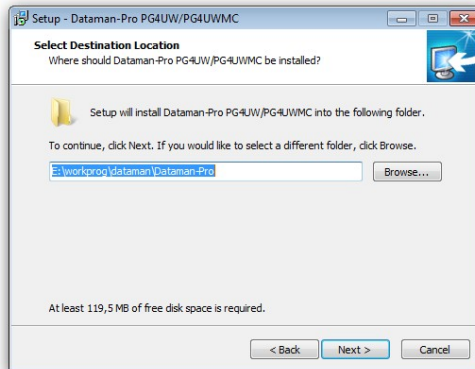 Setup - Dataman-Pro PG4UW/PG4UWMC
Select Destination Location
Where should Dataman-Pro PG4UW/PG4UWMC be installed?
Setup will install Dataman-Pro PG4UW/PG4UWMC into the following folder.
To continue, click Next. If you would like to select a different folder, click Browse.
E:\workprog\dataman\Dataman-Pro
Browse...
At least 119,5 MB of free disk space is required.
< Back
Next >
Cancel